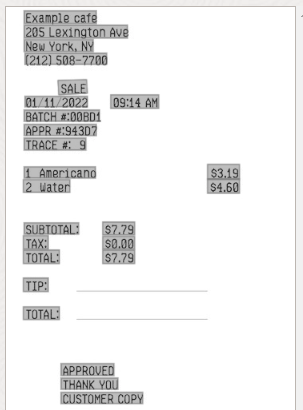 Example cafe
205 Lexington Ave
New York, NY
(212) 508-7700
SALE
01/11/2022 09:14 AM
BATCH #:00BD1
APPR #:943D7
TRACE #: 9
1 Americano $3.19
2 Water $4.60
SUBTOTAL: $7.79
TAX: $0.00
TOTAL: $7.79
TIP:
TOTAL:
APPROVED
THANK YOU
CUSTOMER COPY